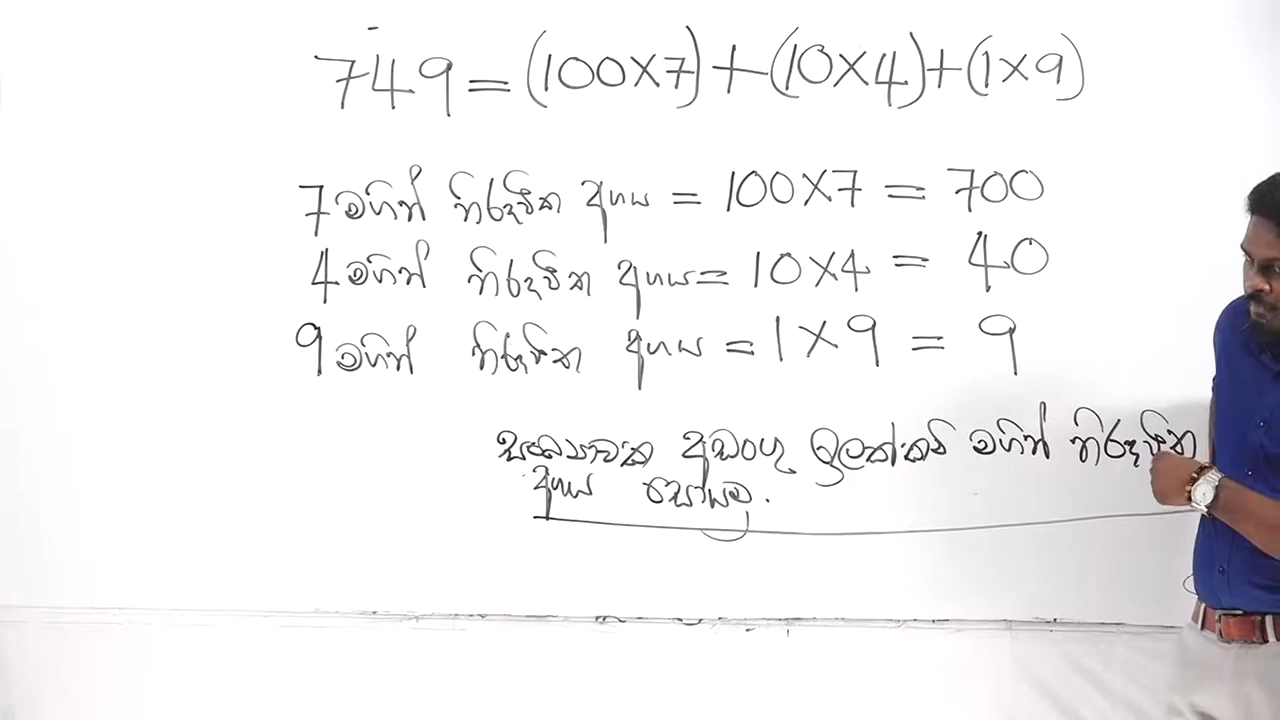 749 = (100×7) + (10×4) + (1×9)
7 මගින් නිරූපිත අගය = 100×7 = 700
4 මගින් නිරූපිත අගය = 10×4 = 40
9 මගින් නිරූපිත අගය = 1×9 = 9
සංඛ්‍යාවක අඩංගු ඉලක්කම් මගින් නිරූපිත
අගය සෙවීම.